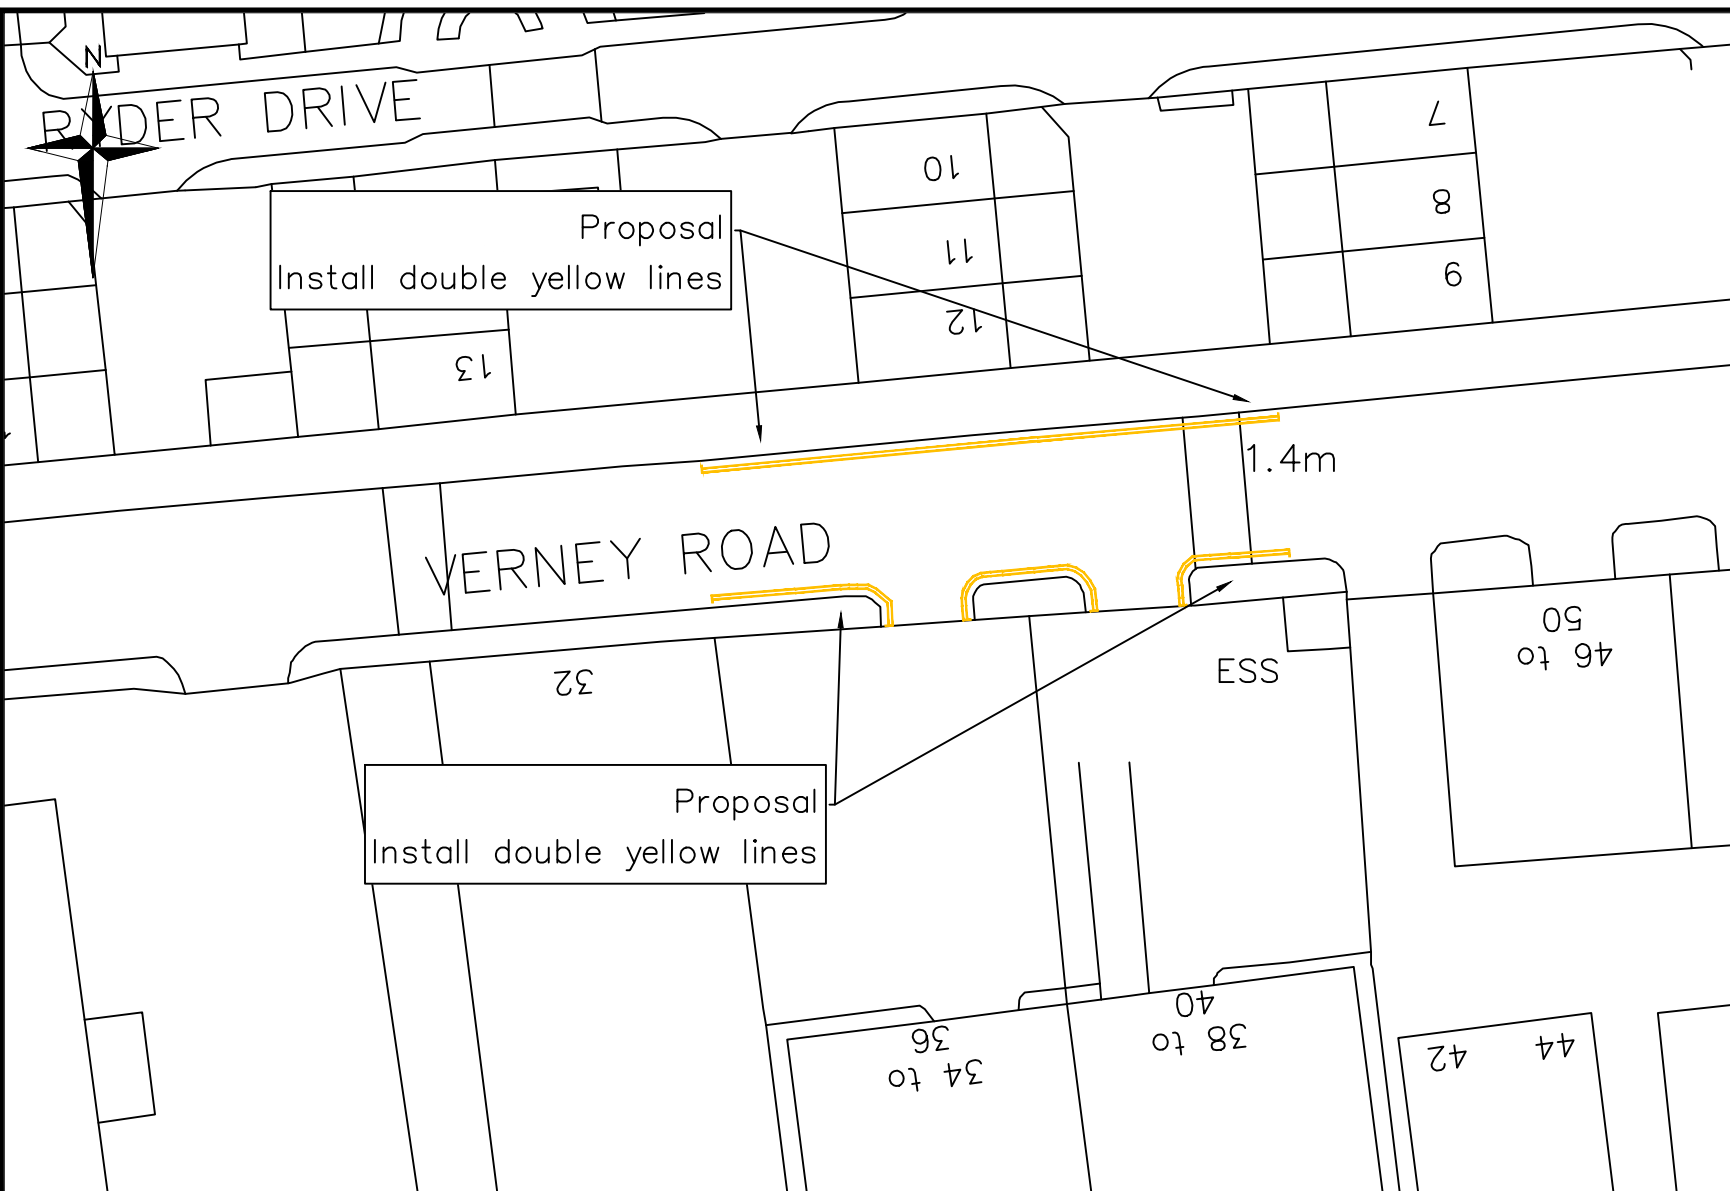 N
RYDER DRIVE
7
10
8
Proposal
Install double yellow lines
11
9
12
13
1.4m
VERNEY ROAD
50
46 to
ESS
32
Proposal
Install double yellow lines
40
38 to
36
34 to
42
44